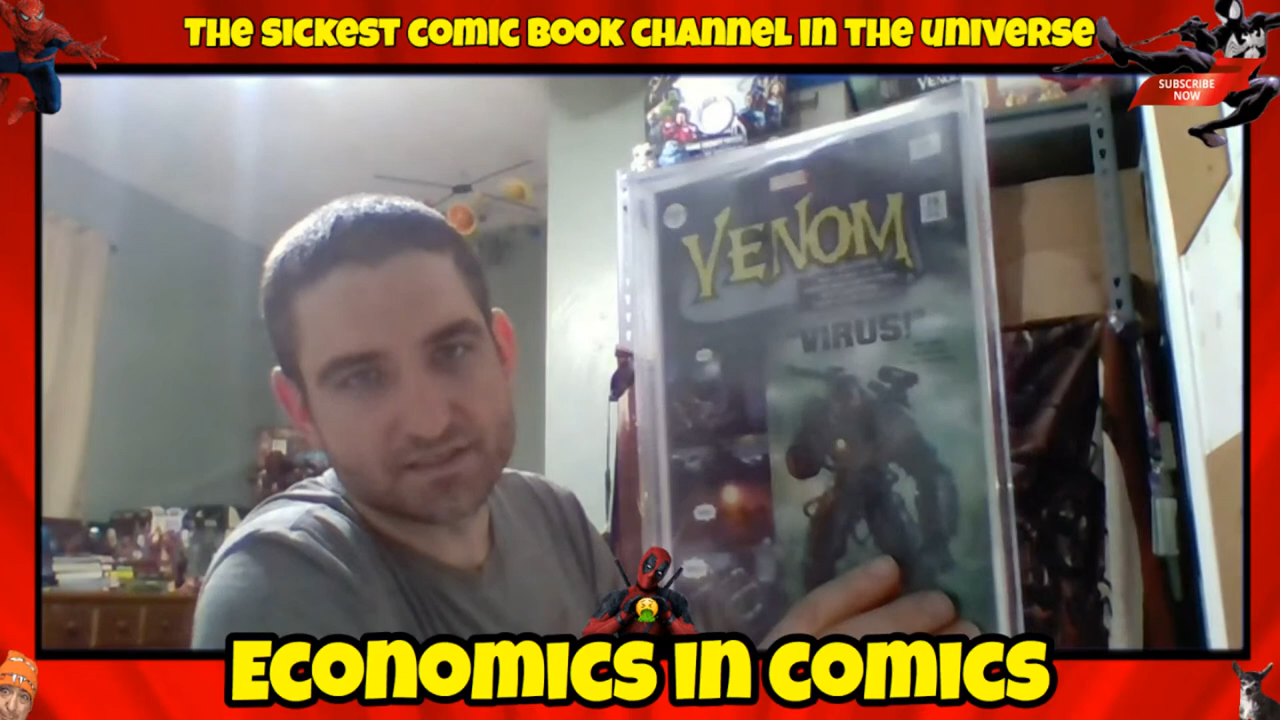 THE SICKEST COMIC BOOK CHANNEL IN THE UNIVERSE
SUBSCRIBE
NOW
VENOM
"VIRUS!"
ECONOMICS IN COMICS